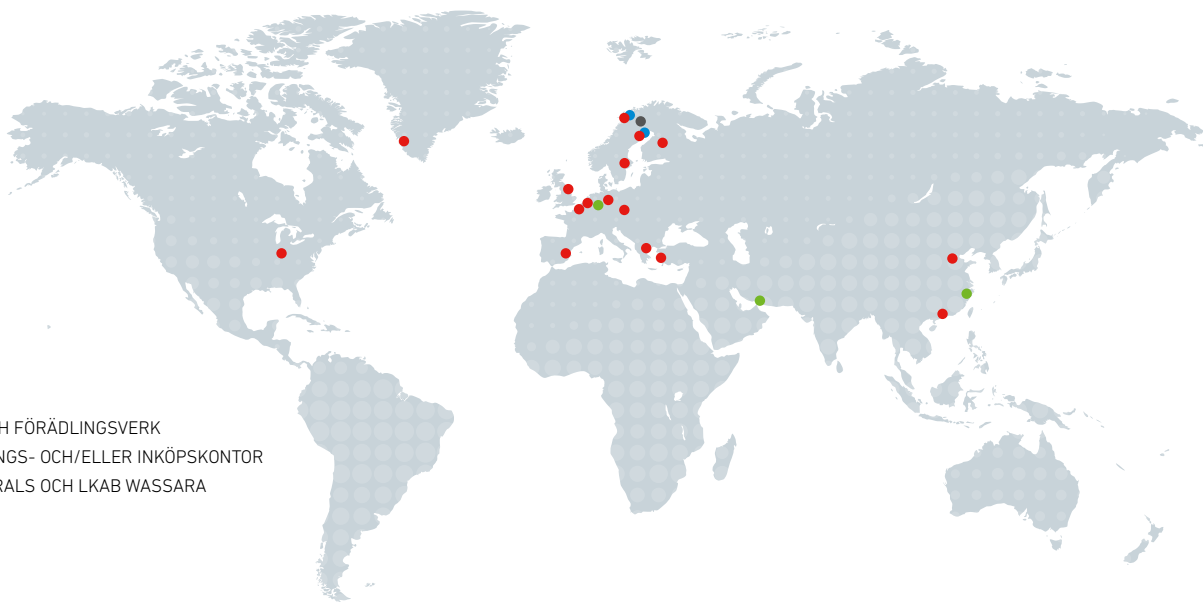 H FÖRÄDLINGSVERK
NGS- OCH/ELLER INKÖPSKONTOR
RALS OCH LKAB WASSARA